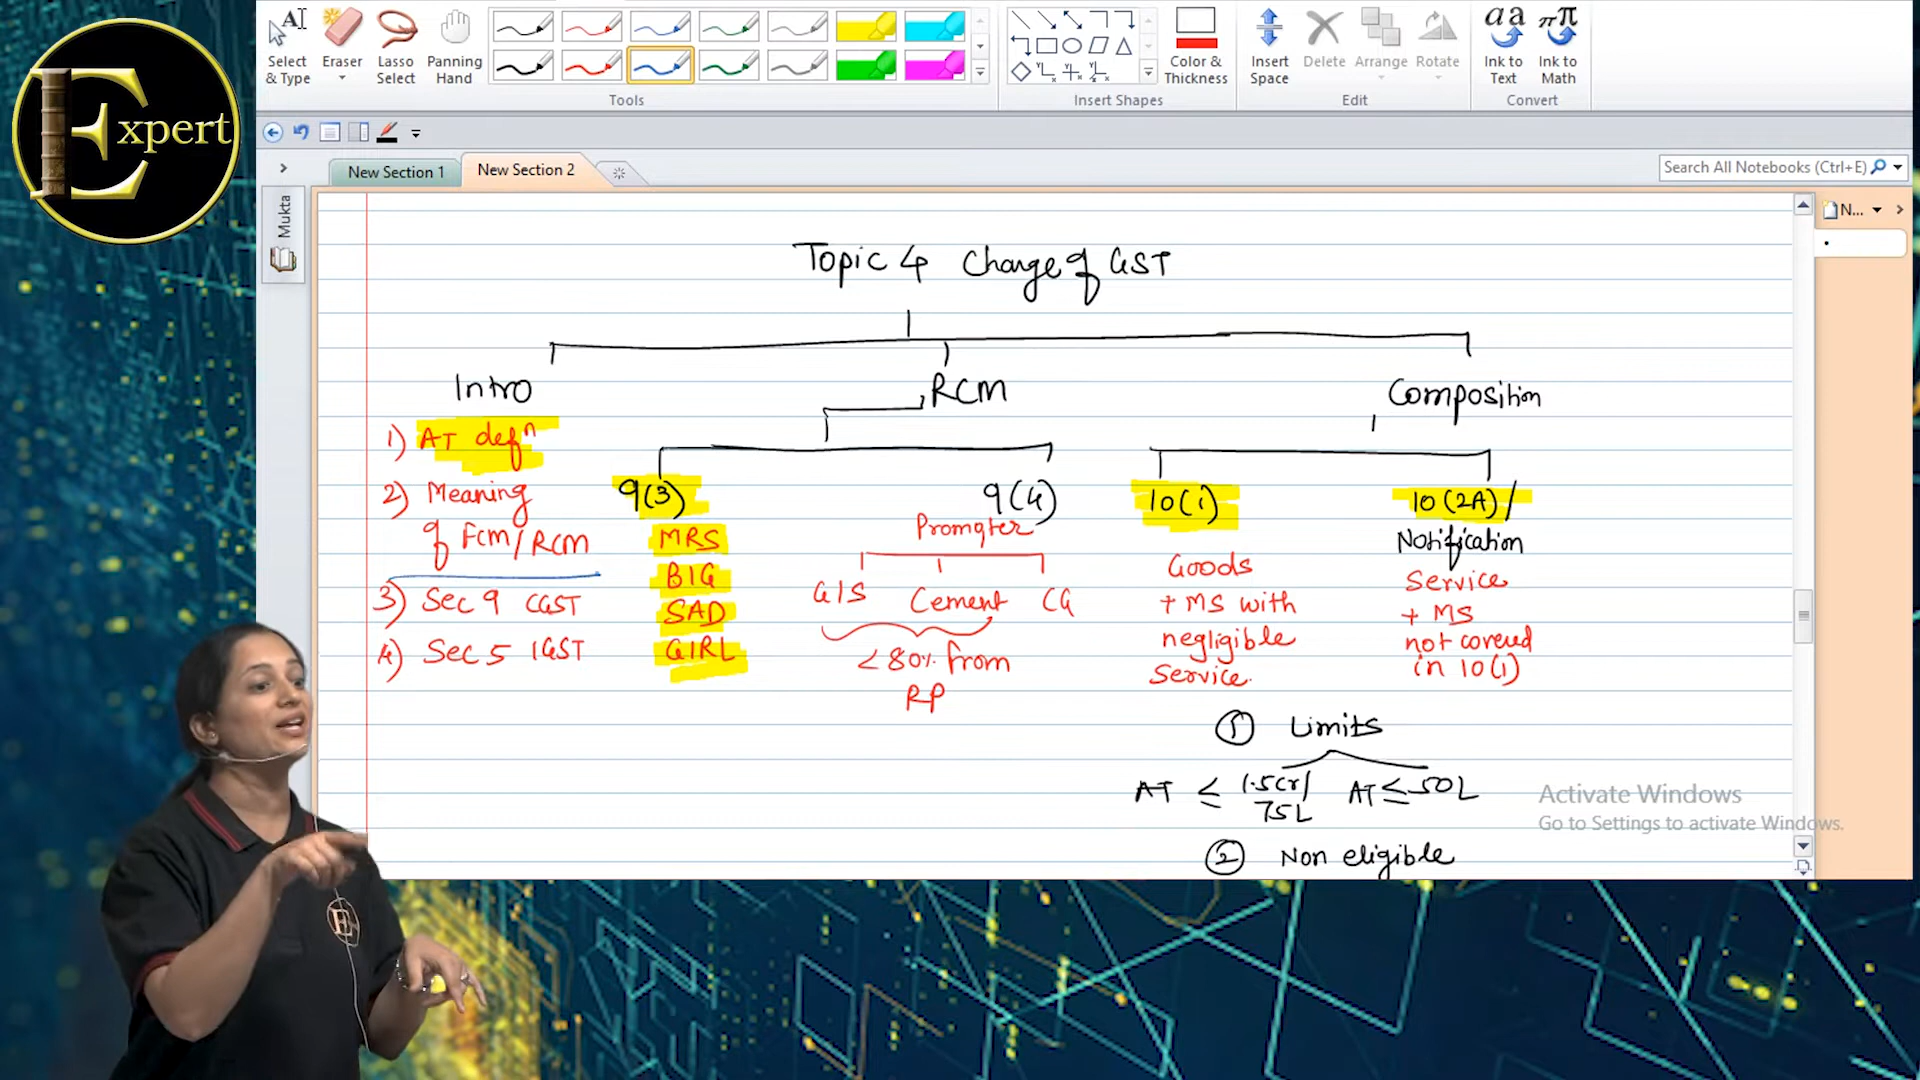 Expert
Select & Type
Eraser
Lasso Select
Panning Hand
Tools
Insert Shapes
Color & Thickness
Insert Space
Delete
Arrange
Rotate
Edit
Ink to Text
Ink to Math
Convert
New Section 1
New Section 2
Search All Notebooks (Ctrl+E)
Mukta
N...
Topic 4 Charge of GST
Intro
RCM
Composition
1) AT defn
2) Meaning of FCM/RCM
3) Sec 9 CGST
4) Sec 5 IGST
9(3)
MRS
BIG
SAD
GIRL
9(4)
Promoter
G/S
Cement
CG
<80% from RP
10(1)
Goods
+ MS with
negligible
Service.
10(2A)/
Notification
Service
+ MS
not covered
in 10(1)
① Limits
AT ≤ 1.5Cr/ 75L
AT ≤ 50L
② Non eligible
Activate Windows
Go to Settings to activate Windows.